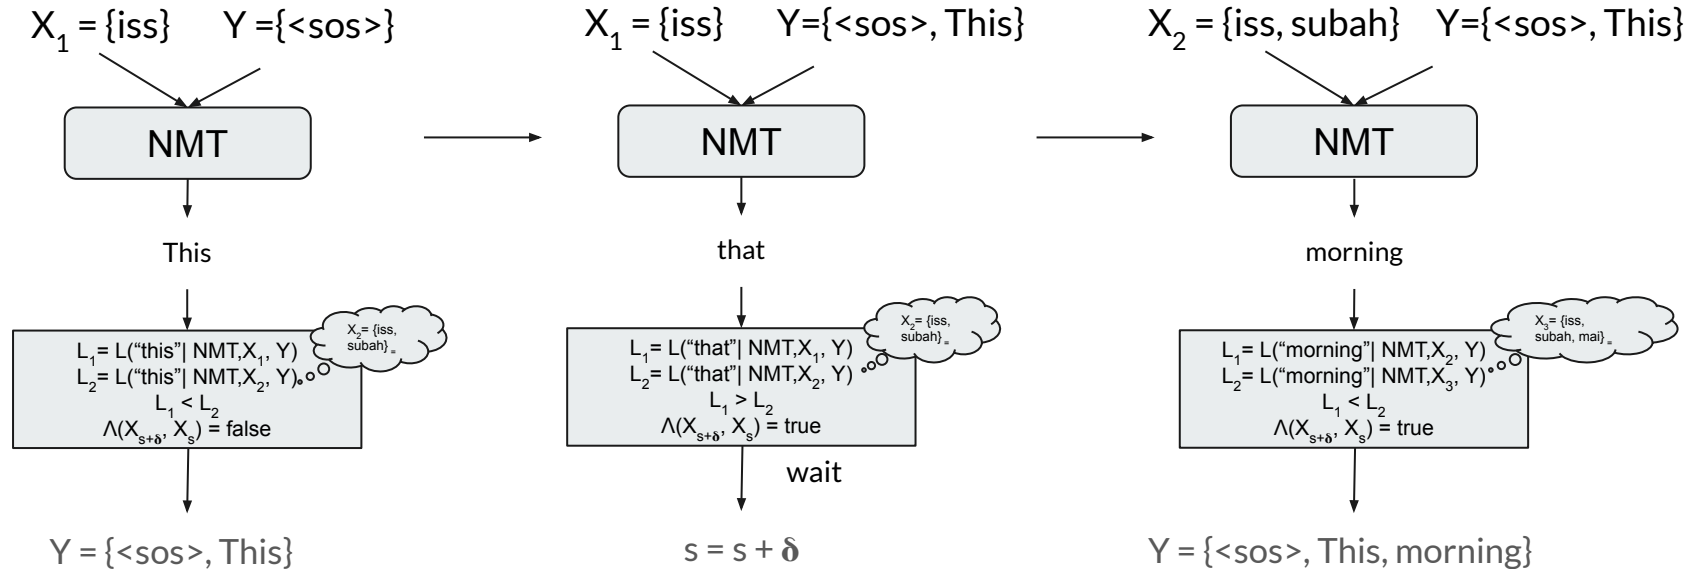 X₁ = {iss} Y ={<sos>}
NMT
This
X₂= {iss,
subah} =
L₁= L(“this”| NMT,X₁, Y)
L₂= L(“this”| NMT,X₂, Y)
L₁ < L₂
Λ(Xₛ₊δ, Xₛ) = false
Y = {<sos>, This}
X₁ = {iss} Y={<sos>, This}
NMT
that
X₂= {iss,
subah} =
L₁= L(“that”| NMT,X₁, Y)
L₂= L(“that”| NMT,X₂, Y)
L₁ > L₂
Λ(Xₛ₊δ, Xₛ) = true
wait
s = s + δ
X₂ = {iss, subah} Y={<sos>, This}
NMT
morning
X₃= {iss,
subah, mai} =
L₁= L(“morning”| NMT,X₂, Y)
L₂= L(“morning”| NMT,X₃, Y)
L₁ < L₂
Λ(Xₛ₊δ, Xₛ) = true
Y = {<sos>, This, morning}